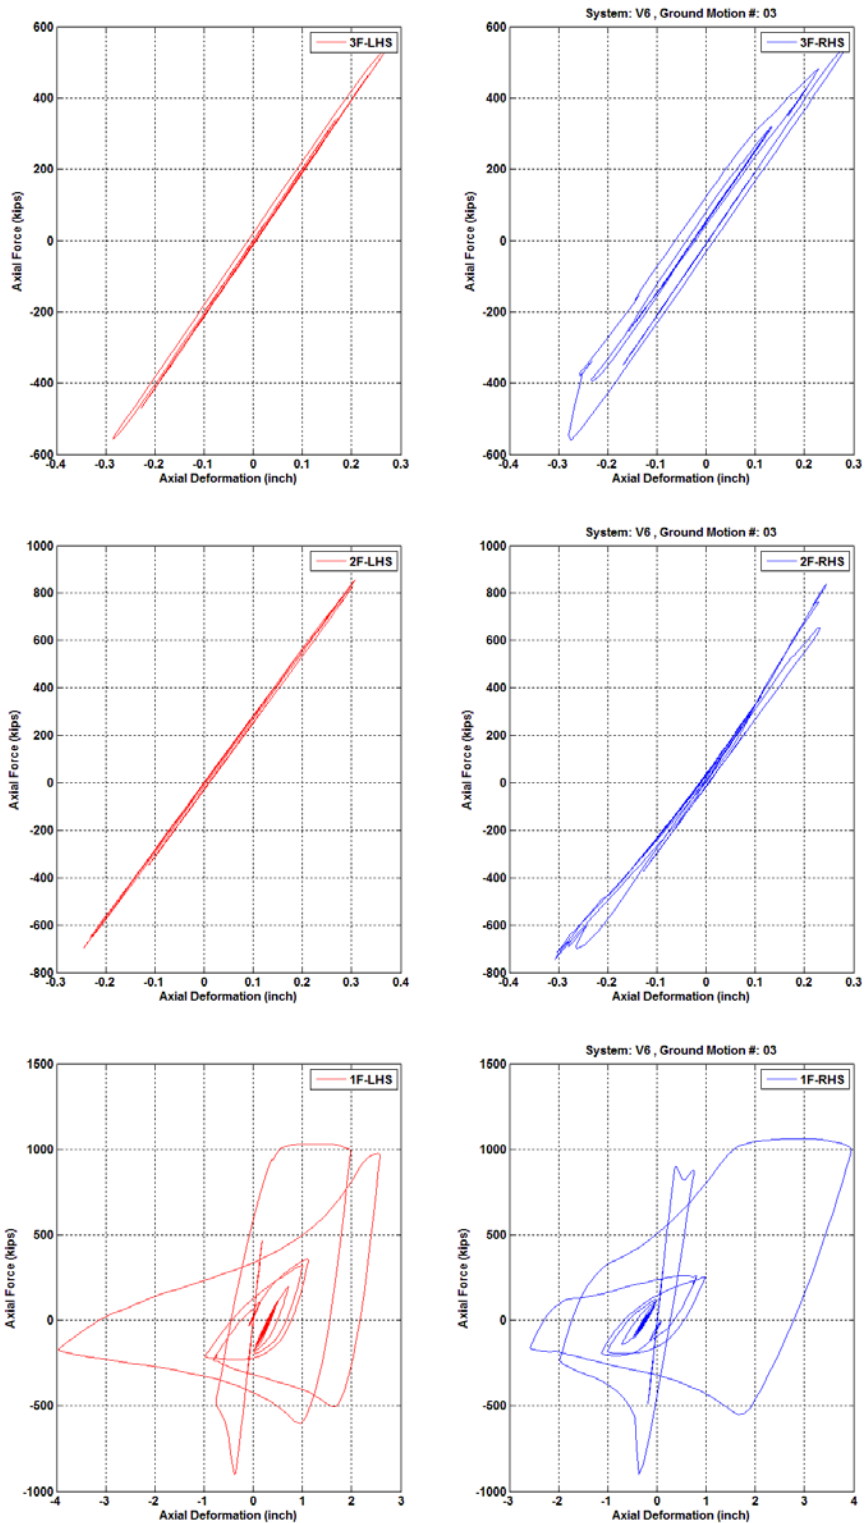 System: V6 , Ground Motion #: 03
600
400
200
0
-200
-400
-600
Axial Force (kips)
3F-LHS
-0.4 -0.3 -0.2 -0.1 0 0.1 0.2 0.3
Axial Deformation (inch)
600
400
200
0
-200
-400
-600
Axial Force (kips)
3F-RHS
-0.4 -0.3 -0.2 -0.1 0 0.1 0.2 0.3
Axial Deformation (inch)
System: V6 , Ground Motion #: 03
1000
800
600
400
200
0
-200
-400
-600
-800
Axial Force (kips)
2F-LHS
-0.3 -0.2 -0.1 0 0.1 0.2 0.3 0.4
Axial Deformation (inch)
1000
800
600
400
200
0
-200
-400
-600
-800
Axial Force (kips)
2F-RHS
-0.4 -0.3 -0.2 -0.1 0 0.1 0.2 0.3
Axial Deformation (inch)
System: V6 , Ground Motion #: 03
1500
1000
500
0
-500
-1000
Axial Force (kips)
1F-LHS
-4 -3 -2 -1 0 1 2 3
Axial Deformation (inch)
1500
1000
500
0
-500
-1000
Axial Force (kips)
1F-RHS
-3 -2 -1 0 1 2 3 4
Axial Deformation (inch)